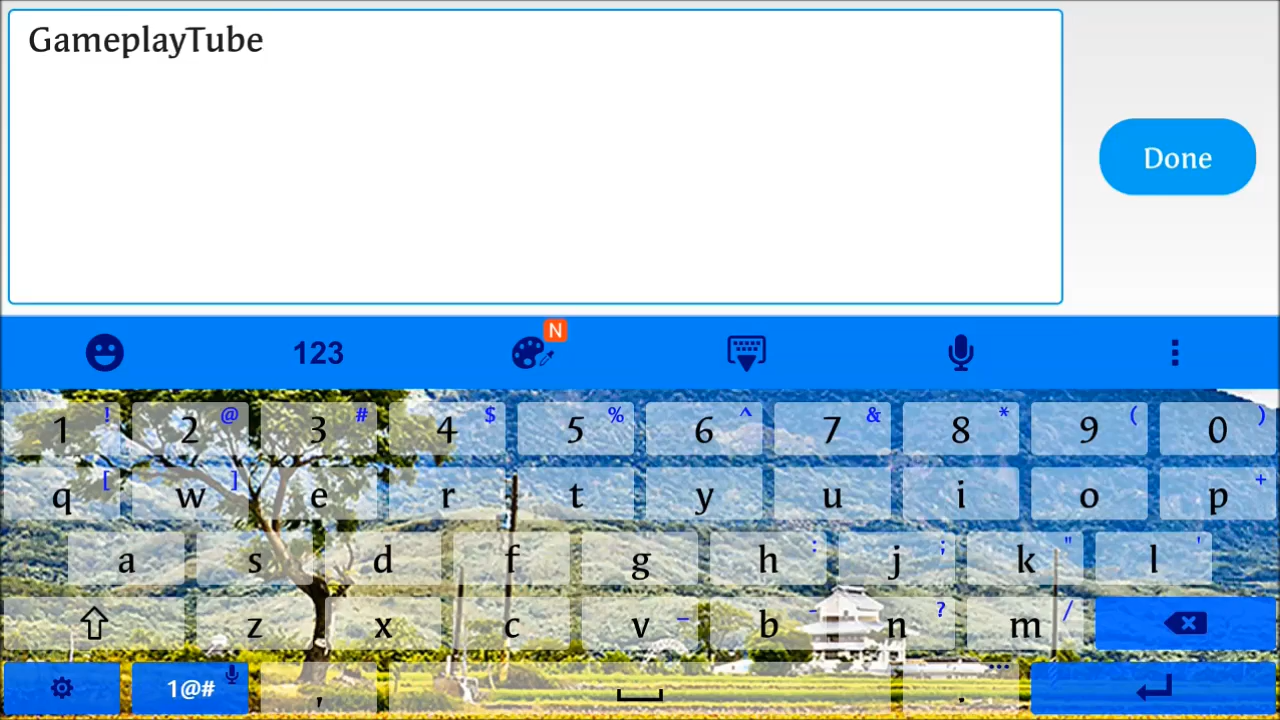 GameplayTube
Done
123
N
1 ! 2 @ 3 # 4 $ 5 % 6 ^ 7 & 8 * 9 ( 0 )
q [ w ] e r t y u i o p +
a s d f g h : j ; k " l '
z x c v _ b - n ? m /
1@# , . ...